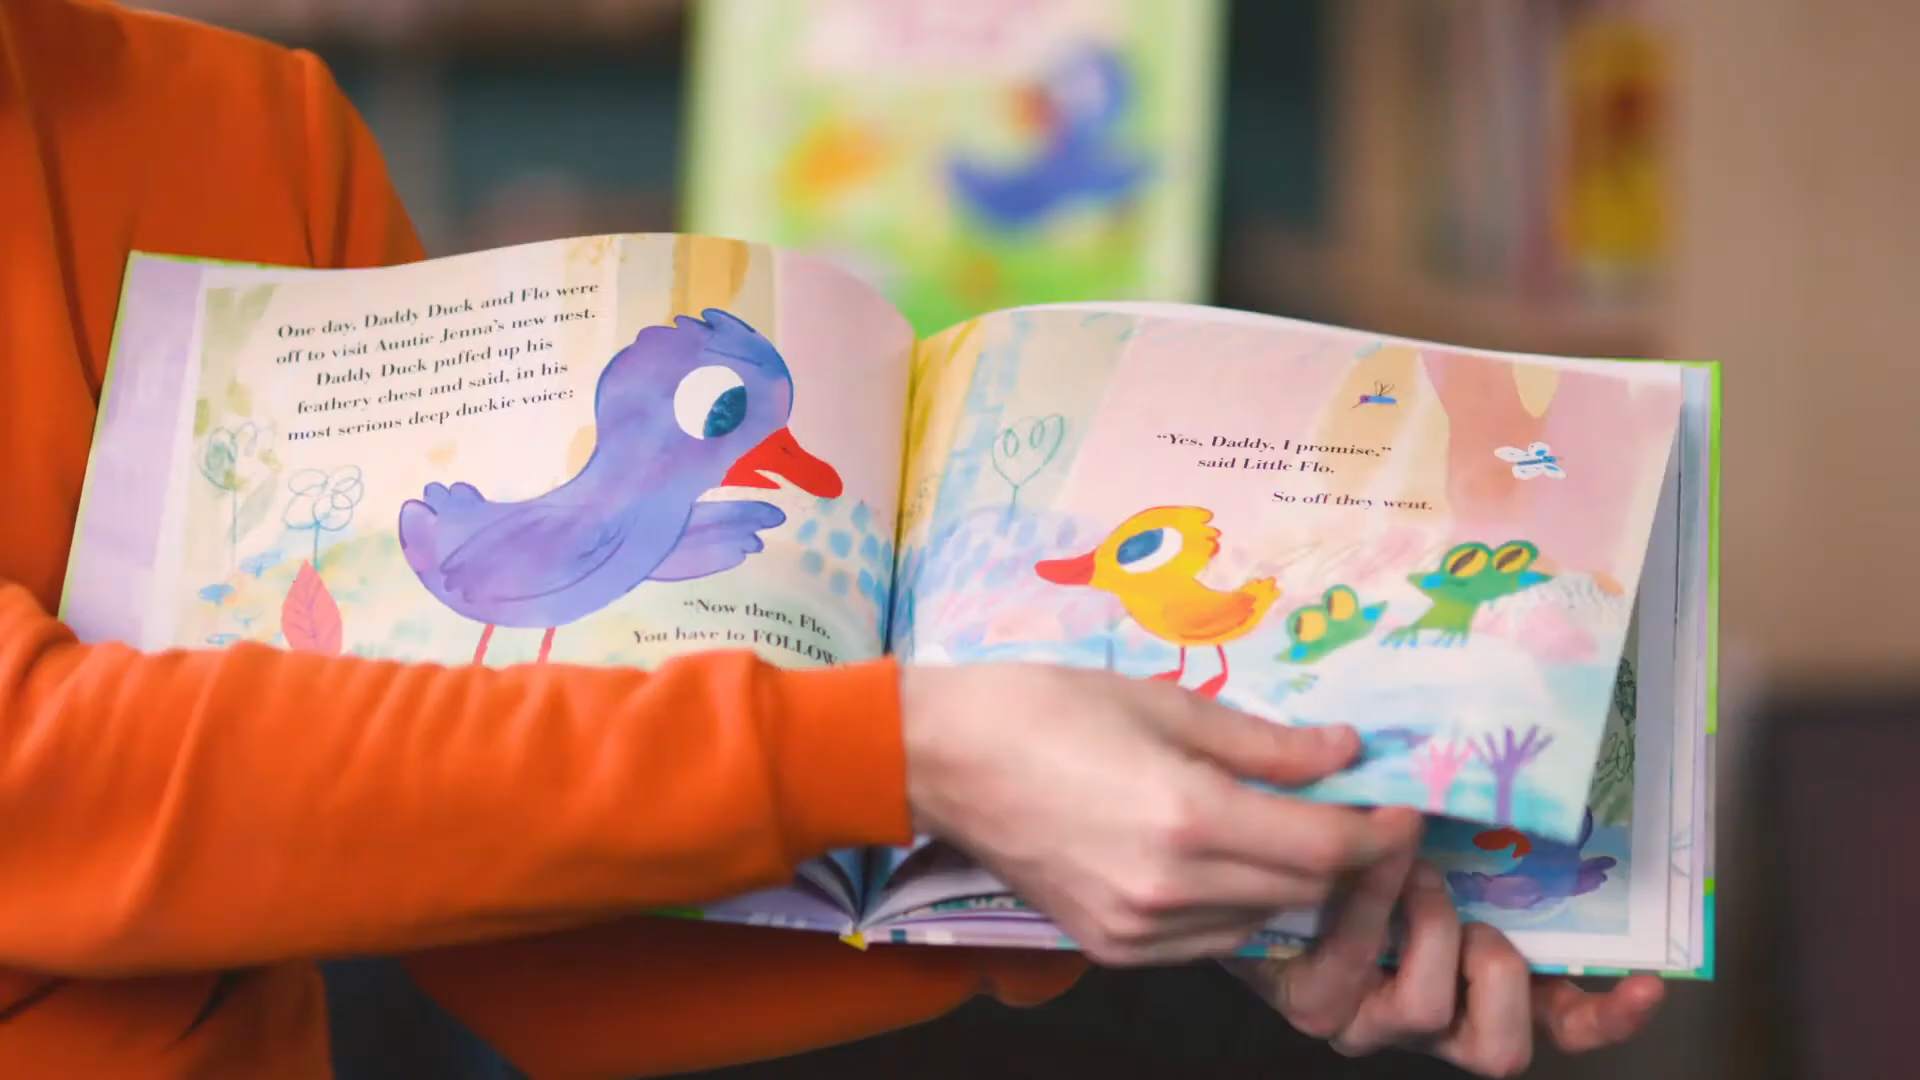 One day, Daddy Duck and Flo were
off to visit Auntie Jenna's new nest.
Daddy Duck puffed up his
feathery chest and said, in his
most serious deep duckie voice:
“Now then, Flo.
You have to FOLLOW
“Yes, Daddy, I promise,”
said Little Flo.
So off they went.